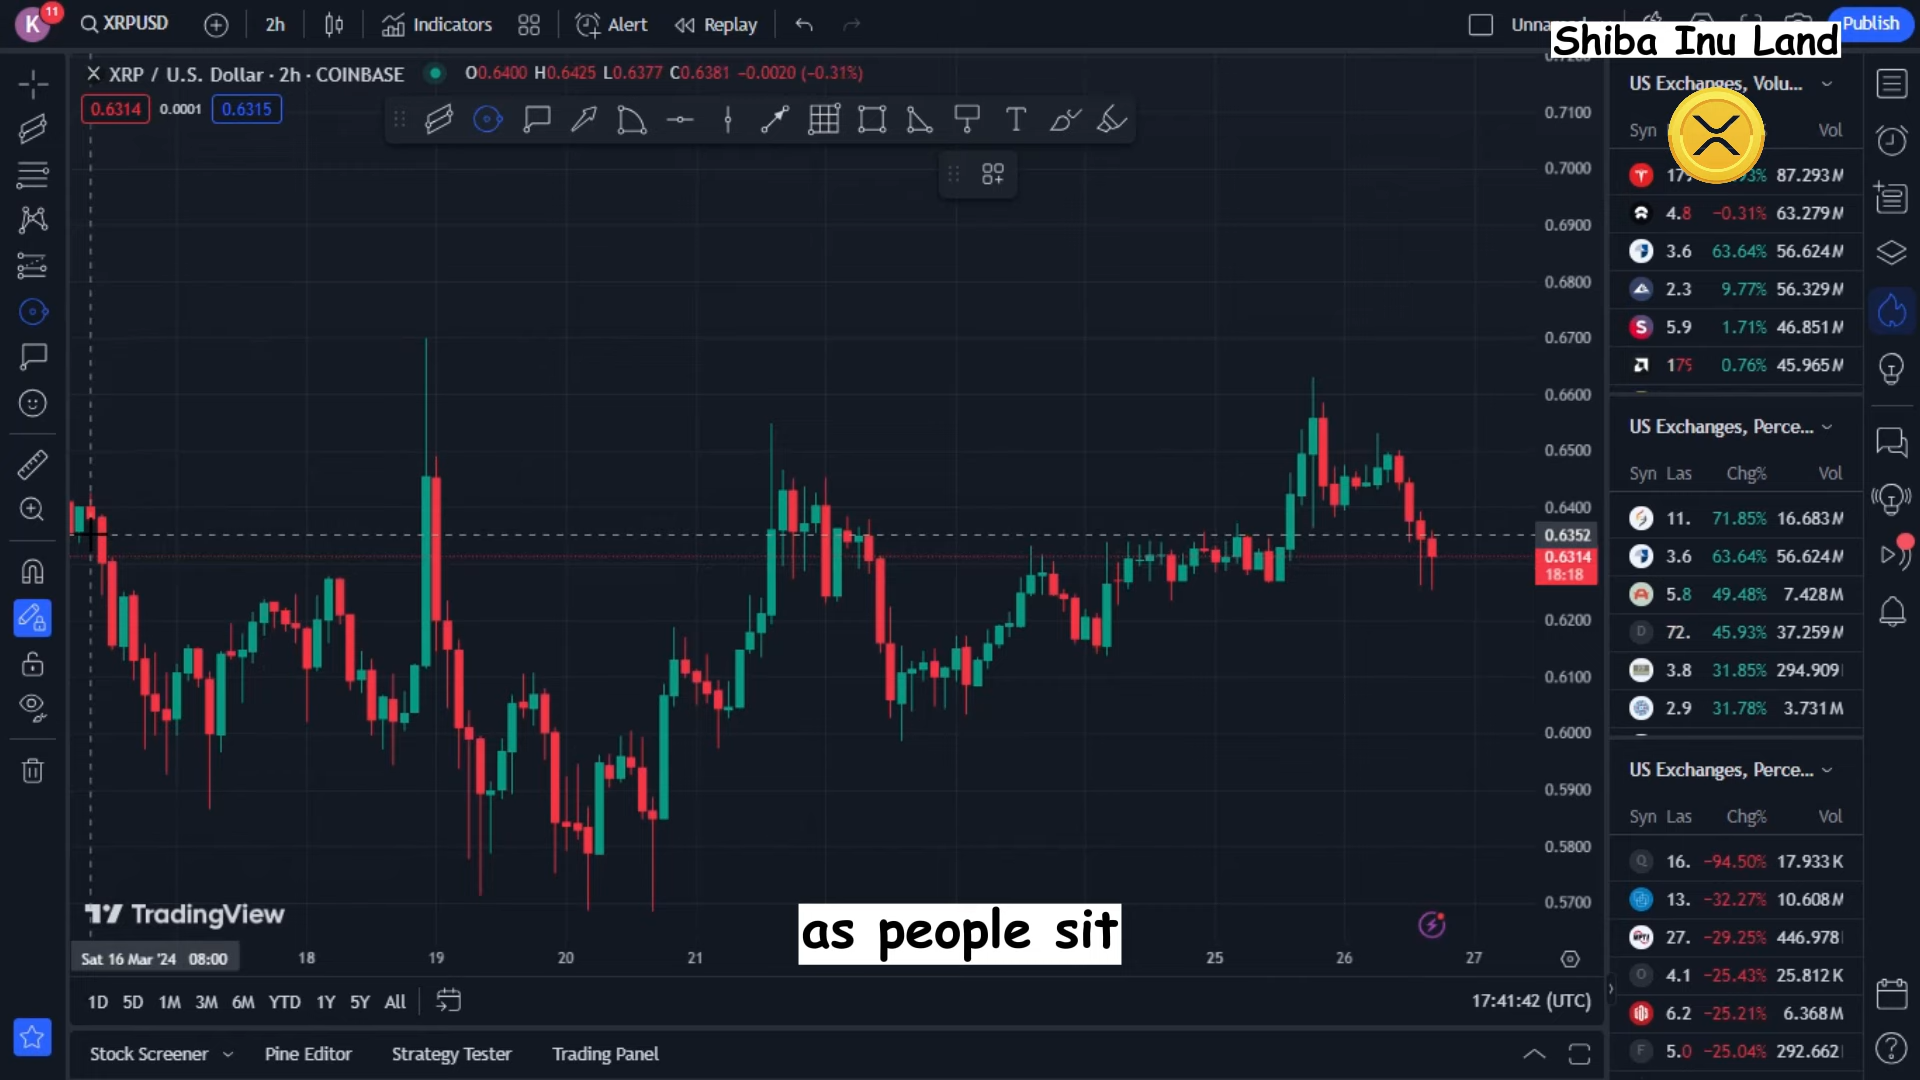 K
11
XRPUSD
2h
Indicators
Alert
Replay
Publish
Shiba Inu Land
XRP / U.S. Dollar · 2h · COINBASE
O0.6400 H0.6425 L0.6377 C0.6381 −0.0020 (−0.31%)
0.6314 0.0001 0.6315
0.7100
0.7000
0.6900
0.6800
0.6700
0.6600
0.6500
0.6400
0.6352
0.6314
18:18
0.6200
0.6100
0.6000
0.5900
0.5800
0.5700
TradingView
as people sit
Sat 16 Mar '24 08:00
18 19 20 21 25 26 27
1D 5D 1M 3M 6M YTD 1Y 5Y All
17:41:42 (UTC)
Stock Screener Pine Editor Strategy Tester Trading Panel
US Exchanges, Volu...
Syn Vol
87.293M
4.8 −0.31% 63.279M
3.6 63.64% 56.624M
2.3 9.77% 56.329M
5.9 1.71% 46.851M
179 0.76% 45.965M
US Exchanges, Perce...
Syn Las Chg% Vol
11. 71.85% 16.683M
3.6 63.64% 56.624M
5.8 49.48% 7.428M
72. 45.93% 37.259M
3.8 31.85% 294.909
2.9 31.78% 3.731M
US Exchanges, Perce...
Syn Las Chg% Vol
16. −94.50% 17.933K
13. −32.27% 10.608M
27. −29.25% 446.978
4.1 −25.43% 25.812K
6.2 −25.21% 6.368M
5.0 −25.04% 292.662